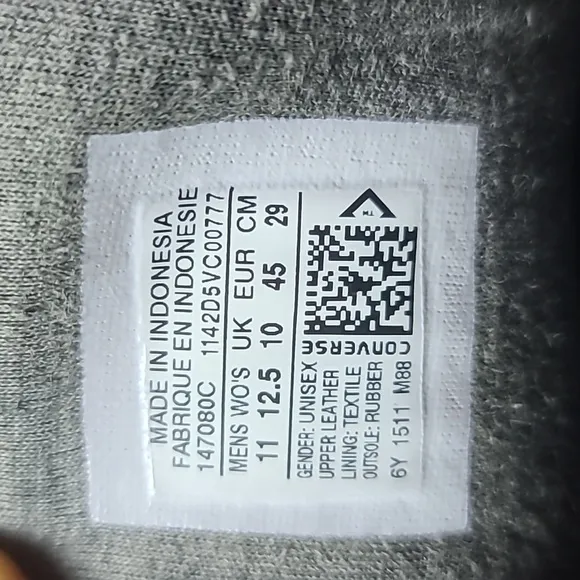 MADE IN INDONESIA
FABRIQUE EN INDONESIE
147080C 1142D5VC00777
MENS WO'S UK EUR CM
11 12.5 10 45 29
GENDER: UNISEX
UPPER LEATHER
LINING: TEXTILE
OUTSOLE: RUBBER
6Y 1511 M88
CONVERSE